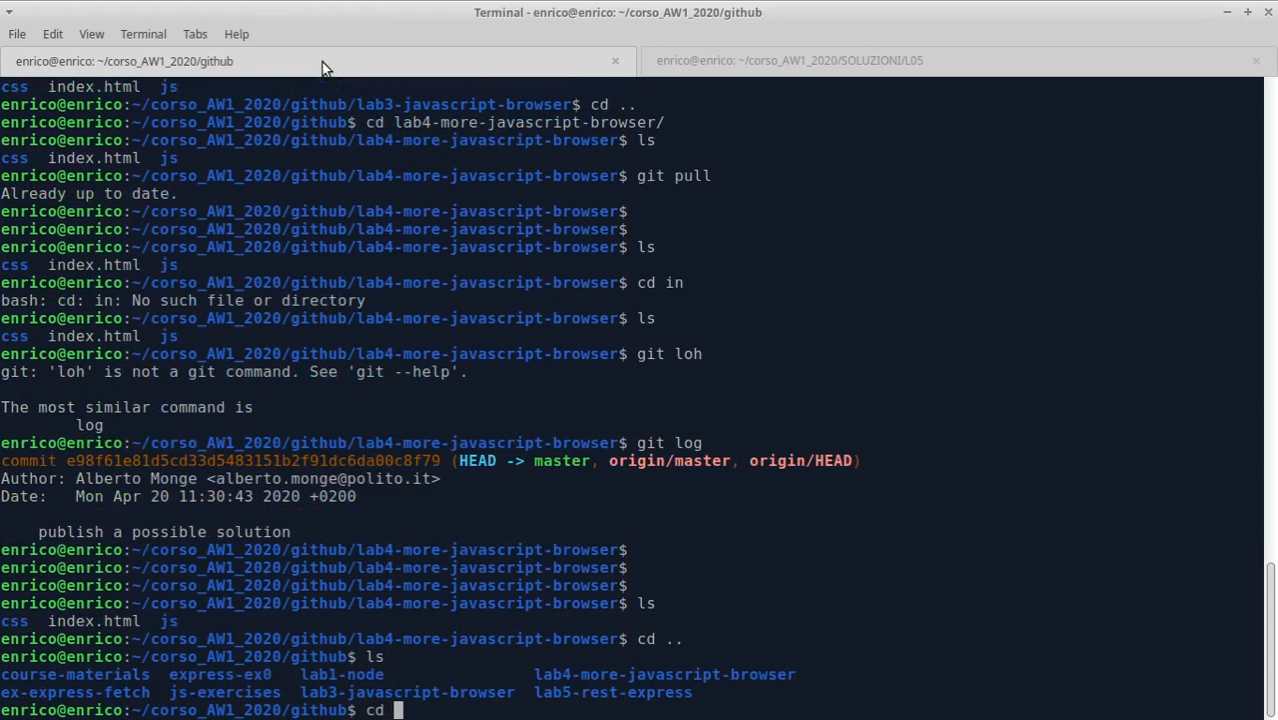 Terminal - enrico@enrico: ~/corso_AW1_2020/github
File Edit View Terminal Tabs Help
enrico@enrico: ~/corso_AW1_2020/github enrico@enrico: ~/corso_AW1_2020/SOLUZIONI/L05
css index.html js
enrico@enrico:~/corso_AW1_2020/github/lab3-javascript-browser$ cd ..
enrico@enrico:~/corso_AW1_2020/github$ cd lab4-more-javascript-browser/
enrico@enrico:~/corso_AW1_2020/github/lab4-more-javascript-browser$ ls
css index.html js
enrico@enrico:~/corso_AW1_2020/github/lab4-more-javascript-browser$ git pull
Already up to date.
enrico@enrico:~/corso_AW1_2020/github/lab4-more-javascript-browser$
enrico@enrico:~/corso_AW1_2020/github/lab4-more-javascript-browser$
enrico@enrico:~/corso_AW1_2020/github/lab4-more-javascript-browser$ ls
css index.html js
enrico@enrico:~/corso_AW1_2020/github/lab4-more-javascript-browser$ cd in
bash: cd: in: No such file or directory
enrico@enrico:~/corso_AW1_2020/github/lab4-more-javascript-browser$ ls
css index.html js
enrico@enrico:~/corso_AW1_2020/github/lab4-more-javascript-browser$ git loh
git: 'loh' is not a git command. See 'git --help'.
The most similar command is
log
enrico@enrico:~/corso_AW1_2020/github/lab4-more-javascript-browser$ git log
commit e98f61e81d5cd33d5483151b2f91dc6da00c8f79 (HEAD -> master, origin/master, origin/HEAD)
Author: Alberto Monge <alberto.monge@polito.it>
Date: Mon Apr 20 11:30:43 2020 +0200
publish a possible solution
enrico@enrico:~/corso_AW1_2020/github/lab4-more-javascript-browser$
enrico@enrico:~/corso_AW1_2020/github/lab4-more-javascript-browser$
enrico@enrico:~/corso_AW1_2020/github/lab4-more-javascript-browser$
enrico@enrico:~/corso_AW1_2020/github/lab4-more-javascript-browser$ ls
css index.html js
enrico@enrico:~/corso_AW1_2020/github/lab4-more-javascript-browser$ cd ..
enrico@enrico:~/corso_AW1_2020/github$ ls
course-materials express-ex0 lab1-node lab4-more-javascript-browser
ex-express-fetch js-exercises lab3-javascript-browser lab5-rest-express
enrico@enrico:~/corso_AW1_2020/github$ cd